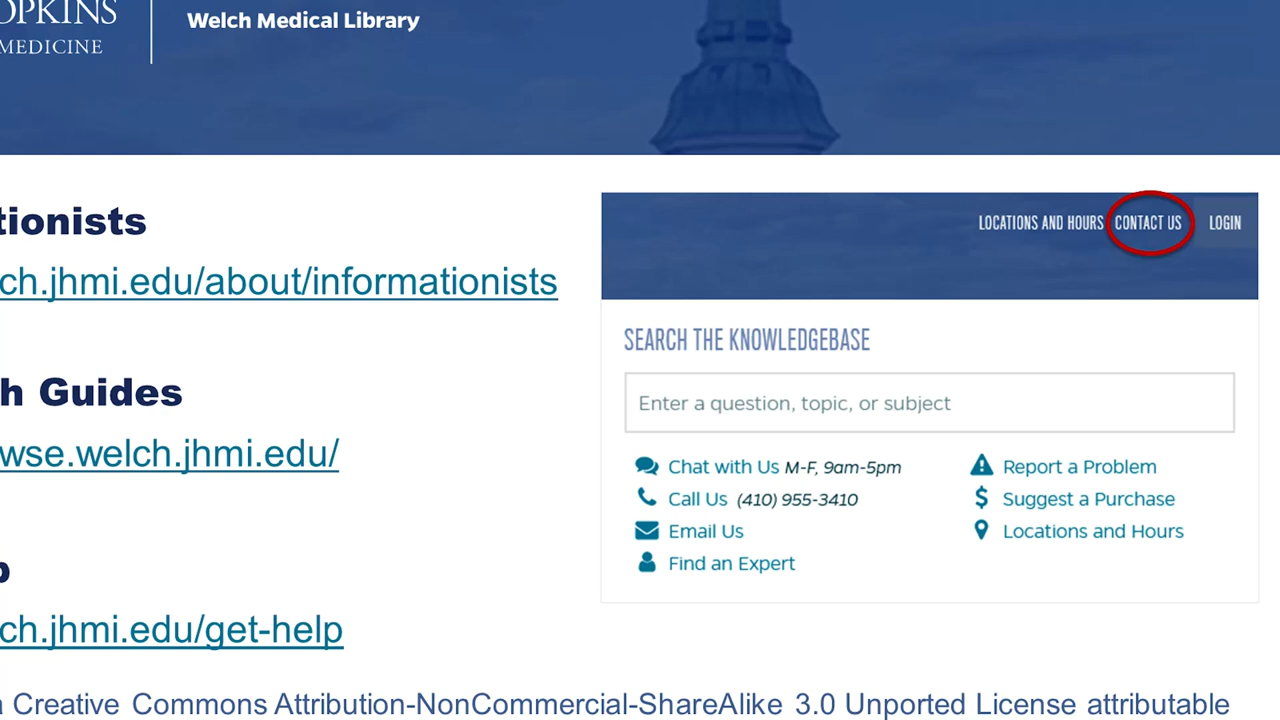 OPKINS
MEDICINE
Welch Medical Library
tionists
ch.jhmi.edu/about/informationists
h Guides
wse.welch.jhmi.edu/
p
ch.jhmi.edu/get-help
LOCATIONS AND HOURS CONTACT US LOGIN
SEARCH THE KNOWLEDGEBASE
Enter a question, topic, or subject
Chat with Us M-F, 9am-5pm
Call Us (410) 955-3410
Email Us
Find an Expert
Report a Problem
Suggest a Purchase
Locations and Hours
a Creative Commons Attribution-NonCommercial-ShareAlike 3.0 Unported License attributable